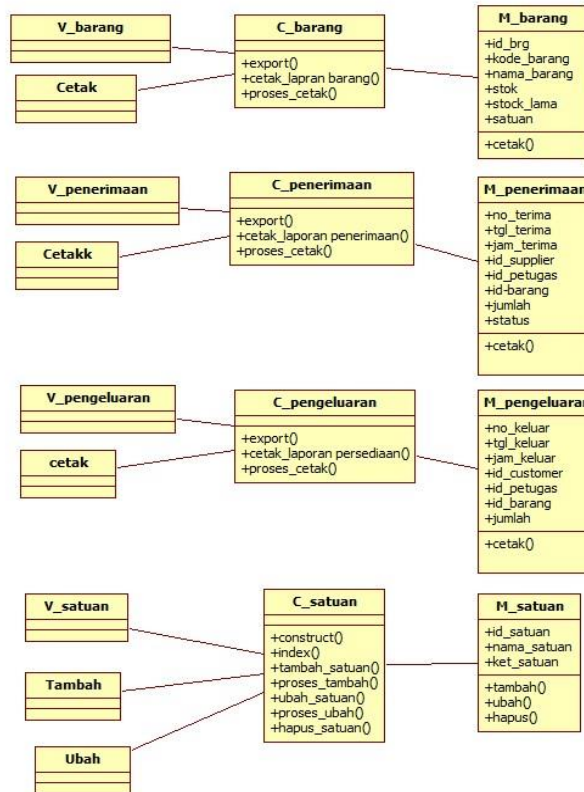 V_barang
Cetak
C_barang
+export()
+cetak_lapran barang()
+proses_cetak()
M_barang
+id_brg
+kode_barang
+nama_barang
+stok
+stock_lama
+satuan
+cetak()
V_penerimaan
Cetakk
C_penerimaan
+export()
+cetak_laporan penerimaan()
+proses_cetak()
M_penerimaan
+no_terima
+tgl_terima
+jam_terima
+id_supplier
+id_petugas
+id-barang
+jumlah
+status
+cetak()
V_pengeluaran
cetak
C_pengeluaran
+export()
+cetak_laporan persediaan()
+proses_cetak()
M_pengeluaran
+no_keluar
+tgl_keluar
+jam_keluar
+id_customer
+id_petugas
+id_barang
+jumlah
+cetak()
V_satuan
Tambah
Ubah
C_satuan
+construct()
+index()
+tambah_satuan()
+proses_tambah()
+ubah_satuan()
+proses_ubah()
+hapus_satuan()
M_satuan
+id_satuan
+nama_satuan
+ket_satuan
+tambah()
+ubah()
+hapus()